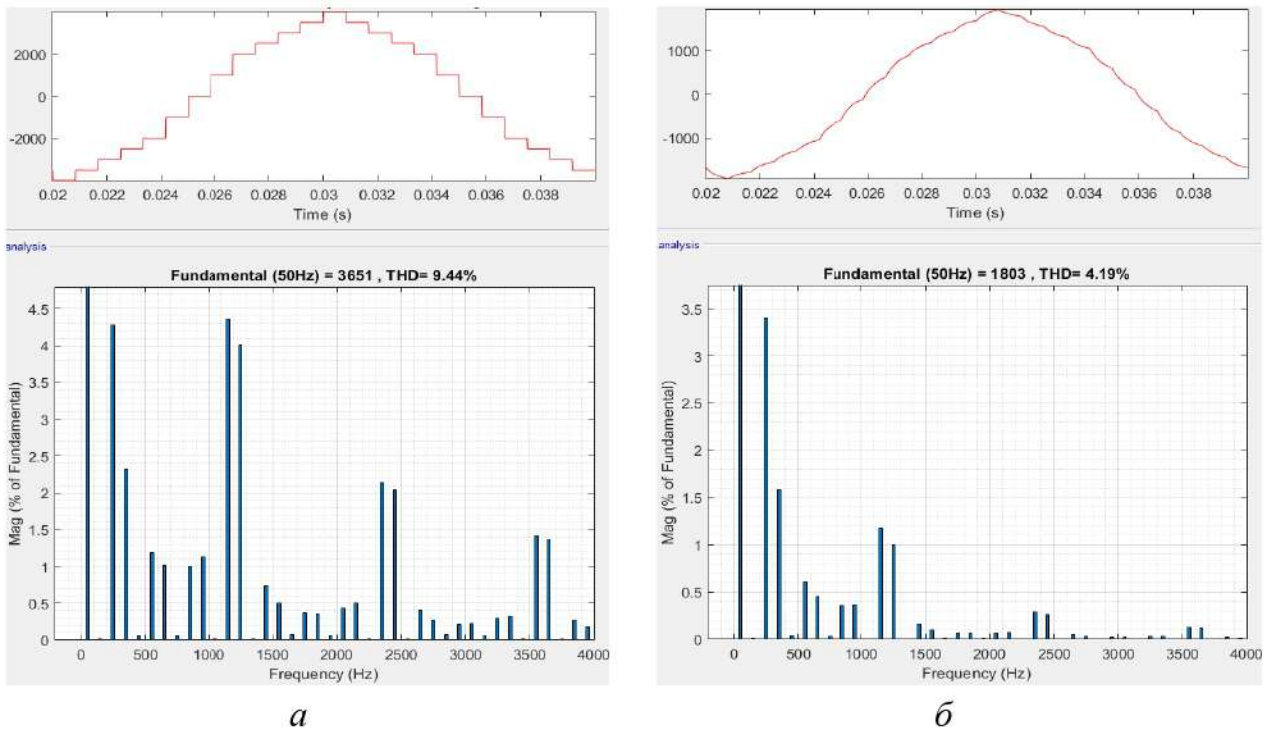 2000
0
-2000
0.02 0.022 0.024 0.026 0.028 0.03 0.032 0.034 0.036 0.038
Time (s)
analysis
Fundamental (50Hz) = 3651 , THD= 9.44%
4.5
4
3.5
3
2.5
2
1.5
1
0.5
0
Mag (% of Fundamental)
0 500 1000 1500 2000 2500 3000 3500 4000
Frequency (Hz)
а
1000
0
-1000
0.02 0.022 0.024 0.026 0.028 0.03 0.032 0.034 0.036 0.038
Time (s)
analysis
Fundamental (50Hz) = 1803 , THD= 4.19%
3.5
3
2.5
2
1.5
1
0.5
0
Mag (% of Fundamental)
0 500 1000 1500 2000 2500 3000 3500 4000
Frequency (Hz)
б